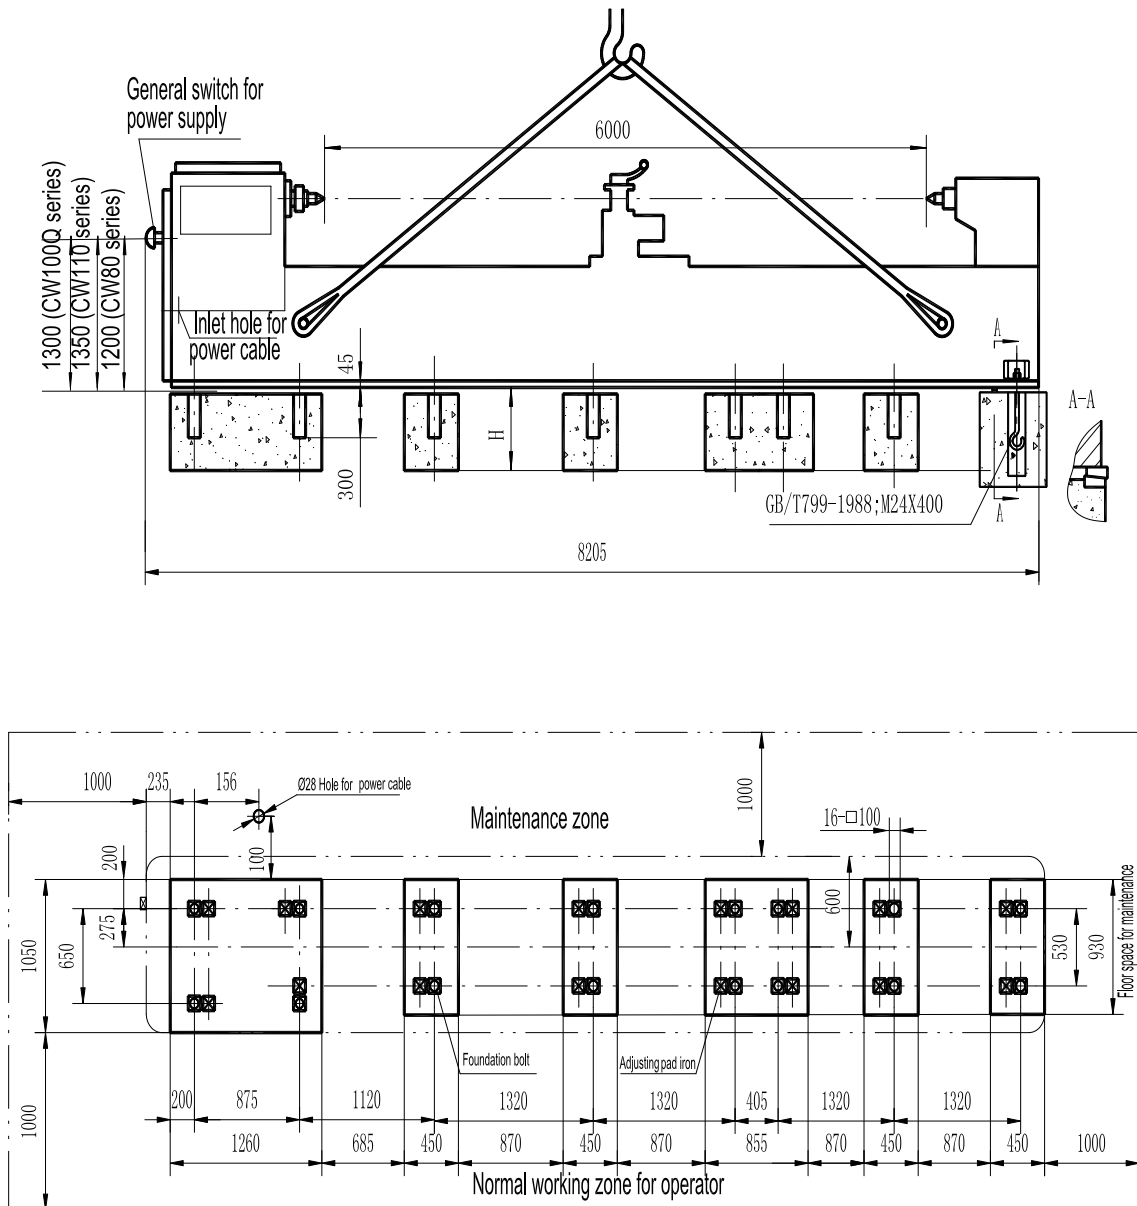 General switch for
power supply
6000
1300 (CW100Q series)
1350 (CW110 series)
1200 (CW80 series)
Inlet hole for
power cable
45
300
H
A
A
A-A
GB/T799-1988;M24X400
8205
1000
235
156
Ø28 Hole for power cable
Maintenance zone
1000
16-□100
200
100
600
275
650
1050
530
930
Floor space for maintenance
Foundation bolt
Adjusting pad iron
1000
200
875
1120
1320
1320
405
1320
1320
1260
685
450
870
450
870
855
870
450
870
450
1000
Normal working zone for operator